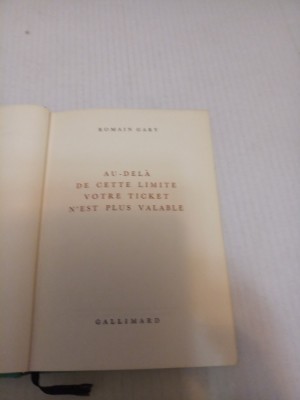 ROMAIN GARY
AU-DELÀ
DE CETTE LIMITE
VOTRE TICKET
N'EST PLUS VALABLE
GALLIMARD